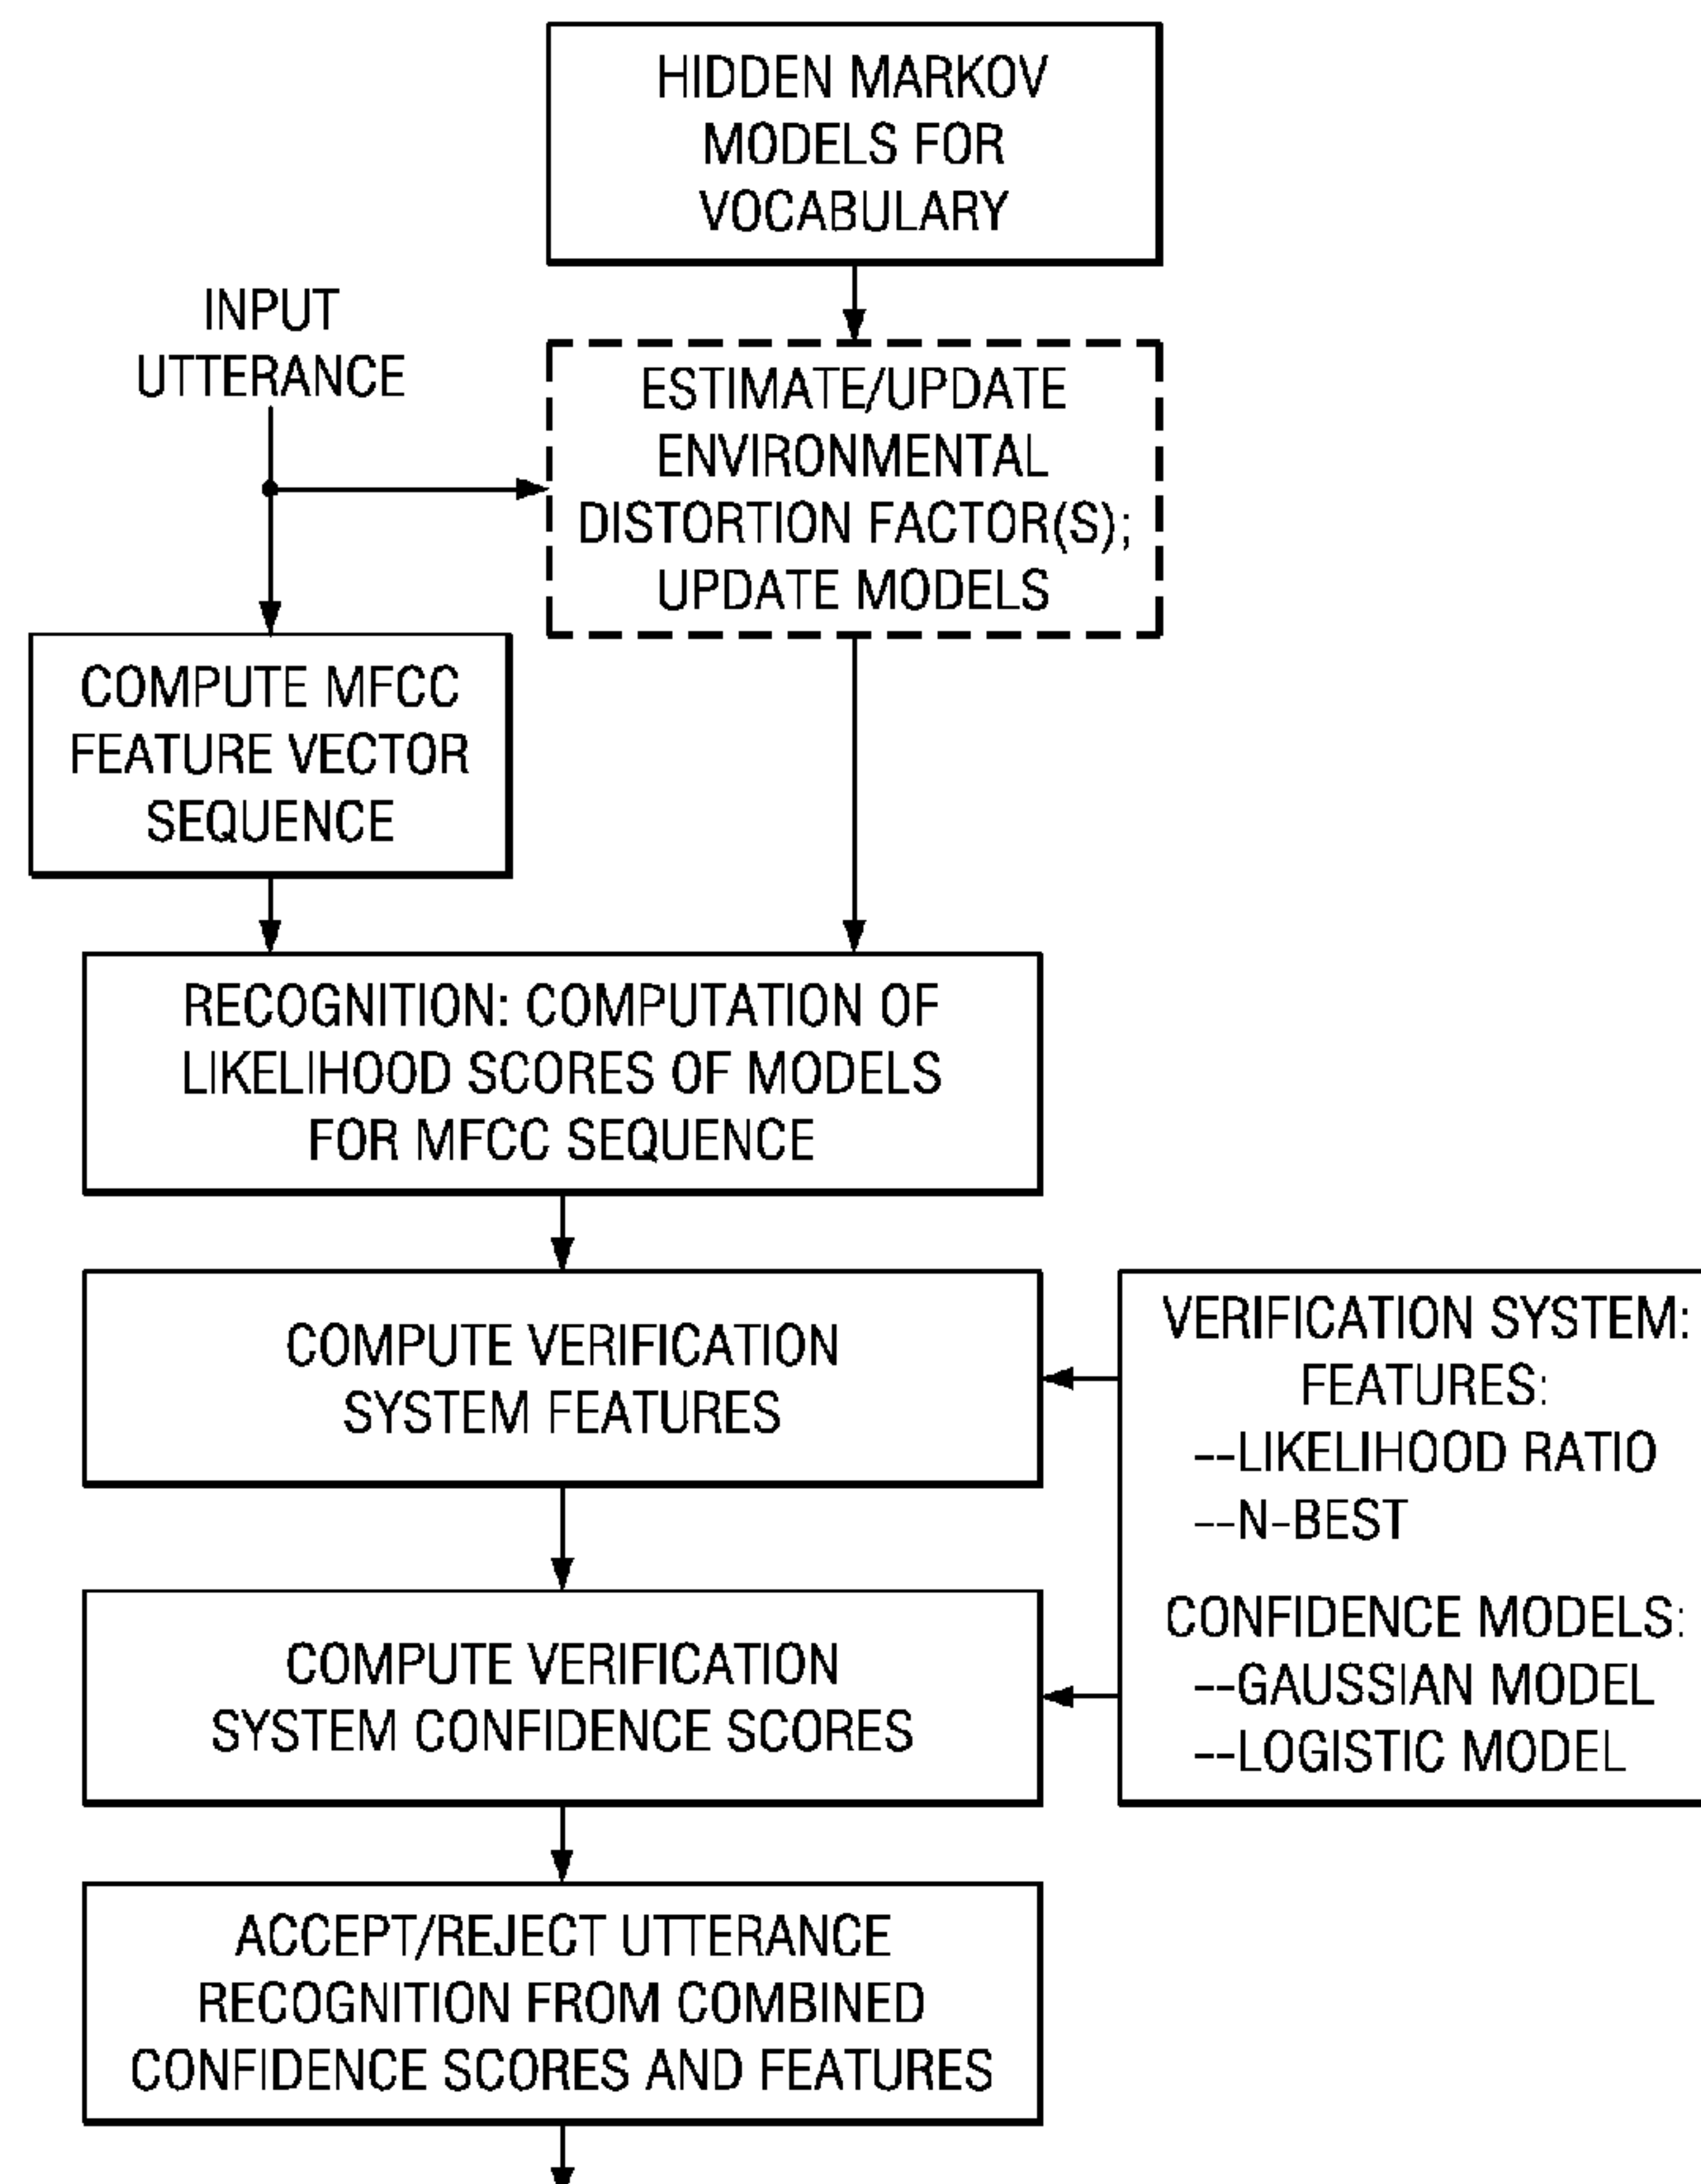 HIDDEN MARKOV
MODELS FOR
VOCABULARY
INPUT
UTTERANCE
ESTIMATE/UPDATE
ENVIRONMENTAL
DISTORTION FACTOR(S);
UPDATE MODELS
COMPUTE MFCC
FEATURE VECTOR
SEQUENCE
RECOGNITION: COMPUTATION OF
LIKELIHOOD SCORES OF MODELS
FOR MFCC SEQUENCE
COMPUTE VERIFICATION
SYSTEM FEATURES
VERIFICATION SYSTEM:
FEATURES:
--LIKELIHOOD RATIO
--N-BEST
CONFIDENCE MODELS:
--GAUSSIAN MODEL
--LOGISTIC MODEL
COMPUTE VERIFICATION
SYSTEM CONFIDENCE SCORES
ACCEPT/REJECT UTTERANCE
RECOGNITION FROM COMBINED
CONFIDENCE SCORES AND FEATURES